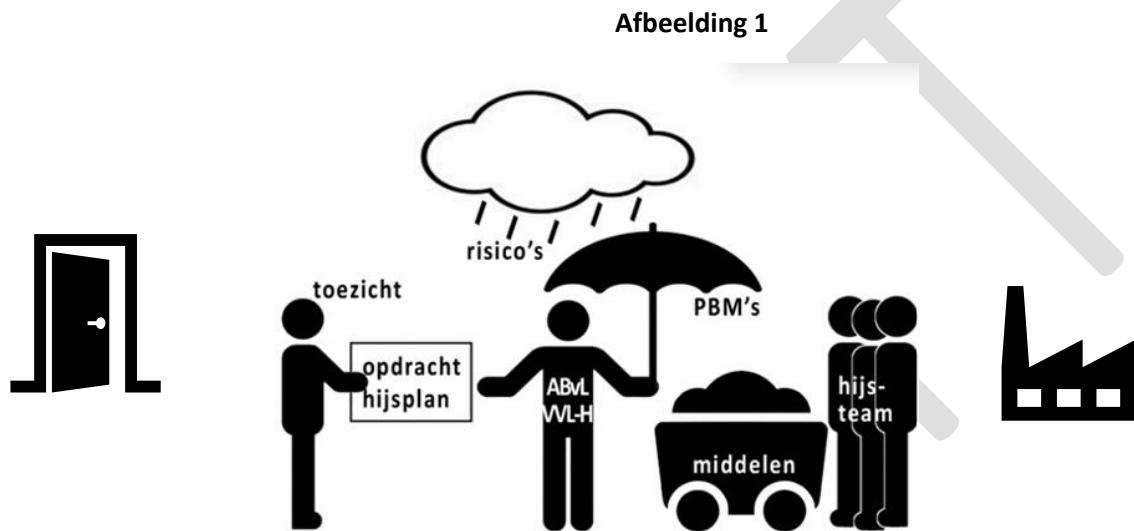 Afbeelding 1
risico's
toezicht
PBM's
opdracht
hijsplan
ABvL
VVL-H
hijs-
team
middelen